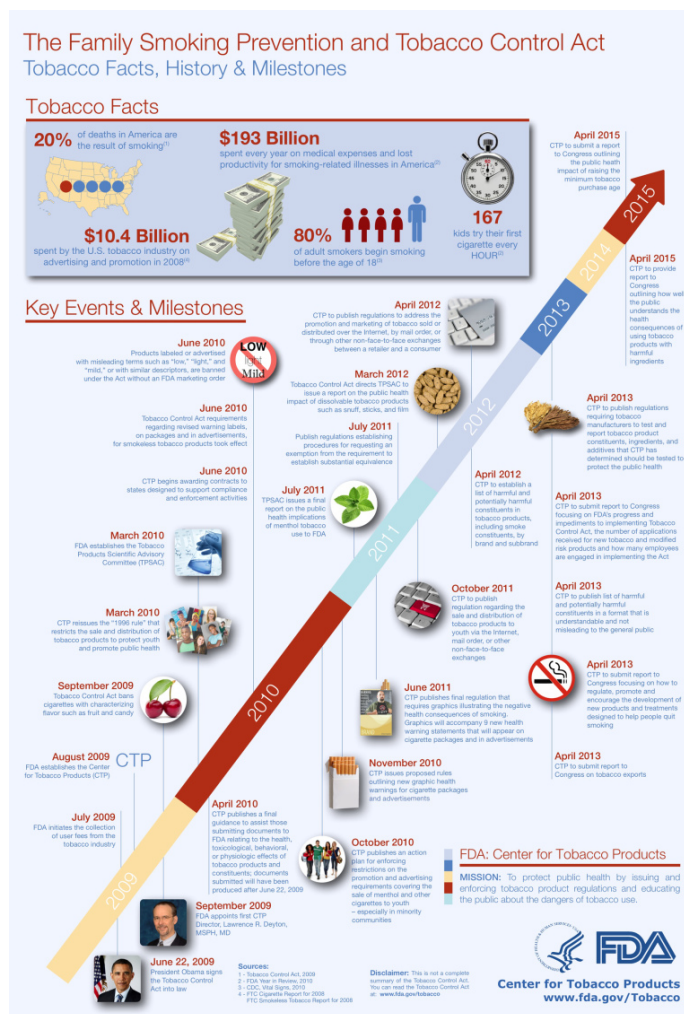 The Family Smoking Prevention and Tobacco Control Act
Tobacco Facts, History & Milestones
Tobacco Facts
20%
of deaths in America are
the result of smoking(1)
$10.4 Billion
spent by the U.S. tobacco industry on
advertising and promotion in 2008
$193 Billion
spent every year on medical expenses and lost
productivity for smoking-related illnesses in America(2)
80%
of adult smokers begin smoking
before the age of 18
167
kids try their first
cigarette every
HOUR(2)
Key Events & Milestones
April 2015
CTP to submit a report
to Congress outlining
the public heath
impact of raising the
minimum tobacco
purchase age
2015
2014
2013
2012
2011
2010
2009
April 2015
CTP to provide
report to
Congress
outlining how well
the public
understands the
health
consequences of
using tobacco
products with
harmful
ingredients
April 2012
CTP to publish regulations to address the
promotion and marketing of tobacco sold or
distributed over the Internet, by mail order, or
through other non-face-to-face exchanges
between a retailer and a consumer
June 2010
Products labeled or advertised
with misleading terms such as "low," "light," and
"mild," or with similar descriptors, are banned
under the Act without an FDA marketing order
LOW
light
Mild
March 2012
Tobacco Control Act directs TPSAC to
issue a report on the public health
impact of dissolvable tobacco products
such as snuff, sticks, and film
June 2010
Tobacco Control Act requirements
regarding revised warning labels,
on packages and in advertisements,
for smokeless tobacco products took effect
July 2011
Publish regulations establishing
procedures for requesting an
exemption from the requirement to
establish substantial equivalence
April 2013
CTP to publish regulations
requiring tobacco
manufacturers to test and
report tobacco product
constituents, ingredients, and
additives that CTP has
determined should be tested to
protect the public health
June 2010
CTP begins awarding contracts to
states designed to support compliance
and enforcement activities
July 2011
TPSAC issues a final
report on the public
health implications
of menthol tobacco
use to FDA
April 2012
CTP to establish a
list of harmful and
potentially harmful
constituents
in tobacco
products,
including smoke
constituents, by
brand and subbrand
April 2013
CTP to submit report to Congress
focusing on FDA's progress and
impediments to implementing Tobacco
Control Act, the number of applications
received for new tobacco and modified
risk products and how many employees
are engaged in implementing the Act
March 2010
FDA establishes the Tobacco
Products Scientific Advisory
Committee (TPSAC)
March 2010
CTP reissues the "1996 rule" that
restricts the sale and distribution of
tobacco products to protect youth
and promote public health
October 2011
CTP to publish
regulation regarding the
sale and distribution of
tobacco products to
youth via the Internet,
mail order, or other
non-face-to-face
exchanges
April 2013
CTP to publish list of harmful
and potentially harmful
constituents in a format that is
understandable and not
misleading to the general public
September 2009
Tobacco Control Act bans
cigarettes with characterizing
flavor such as fruit and candy
June 2011
CTP publishes final regulation that
requires graphics illustrating the negative
health consequences of smoking.
Graphics will accompany 9 new health
warning statements that will appear on
cigarette packages and in advertisements
April 2013
CTP to submit report to
Congress focusing on how to
regulate, promote and
encourage the development of
new products and treatments
designed to help people quit
smoking
August 2009
FDA establishes the Center
for Tobacco Products (CTP)
CTP
November 2010
CTP issues proposed rules
outlining new graphic health
warnings for cigarette packages
and advertisements
April 2013
CTP to submit report to
Congress on tobacco exports
July 2009
FDA initiates the collection
of user fees from the
tobacco industry
April 2010
CTP publishes a final
guidance to assist those
submitting documents to
FDA relating to the health,
toxicological, behavioral,
or physiologic effects of
tobacco products and
constituents; documents
submitted will have been
produced after June 22, 2009
October 2010
CTP publishes an action
plan for enforcing
restrictions on the
promotion and advertising
requirements covering the
sale of menthol and other
cigarettes to youth
– especially in minority
communities
September 2009
FDA appoints first CTP
Director, Lawrence R. Deyton,
MSPH, MD
June 22, 2009
President Obama signs
the Tobacco Control
Act into law
FDA: Center for Tobacco Products
MISSION: To protect public health by issuing and
enforcing tobacco product regulations and educating
the public about the dangers of tobacco use.
Sources:
1 - Tobacco Control Act, 2009
2 - FDA Year in Review, 2010
3 - CDC, Vital Signs, 2010
4 - FTC Cigarette Report for 2008
FTC Smokeless Tobacco Report for 2008
Disclaimer: This is not a complete
summary of the Tobacco Control Act.
You can read the Tobacco Control Act
at: www.fda.gov/tobacco
FDA
Center for Tobacco Products
www.fda.gov/Tobacco